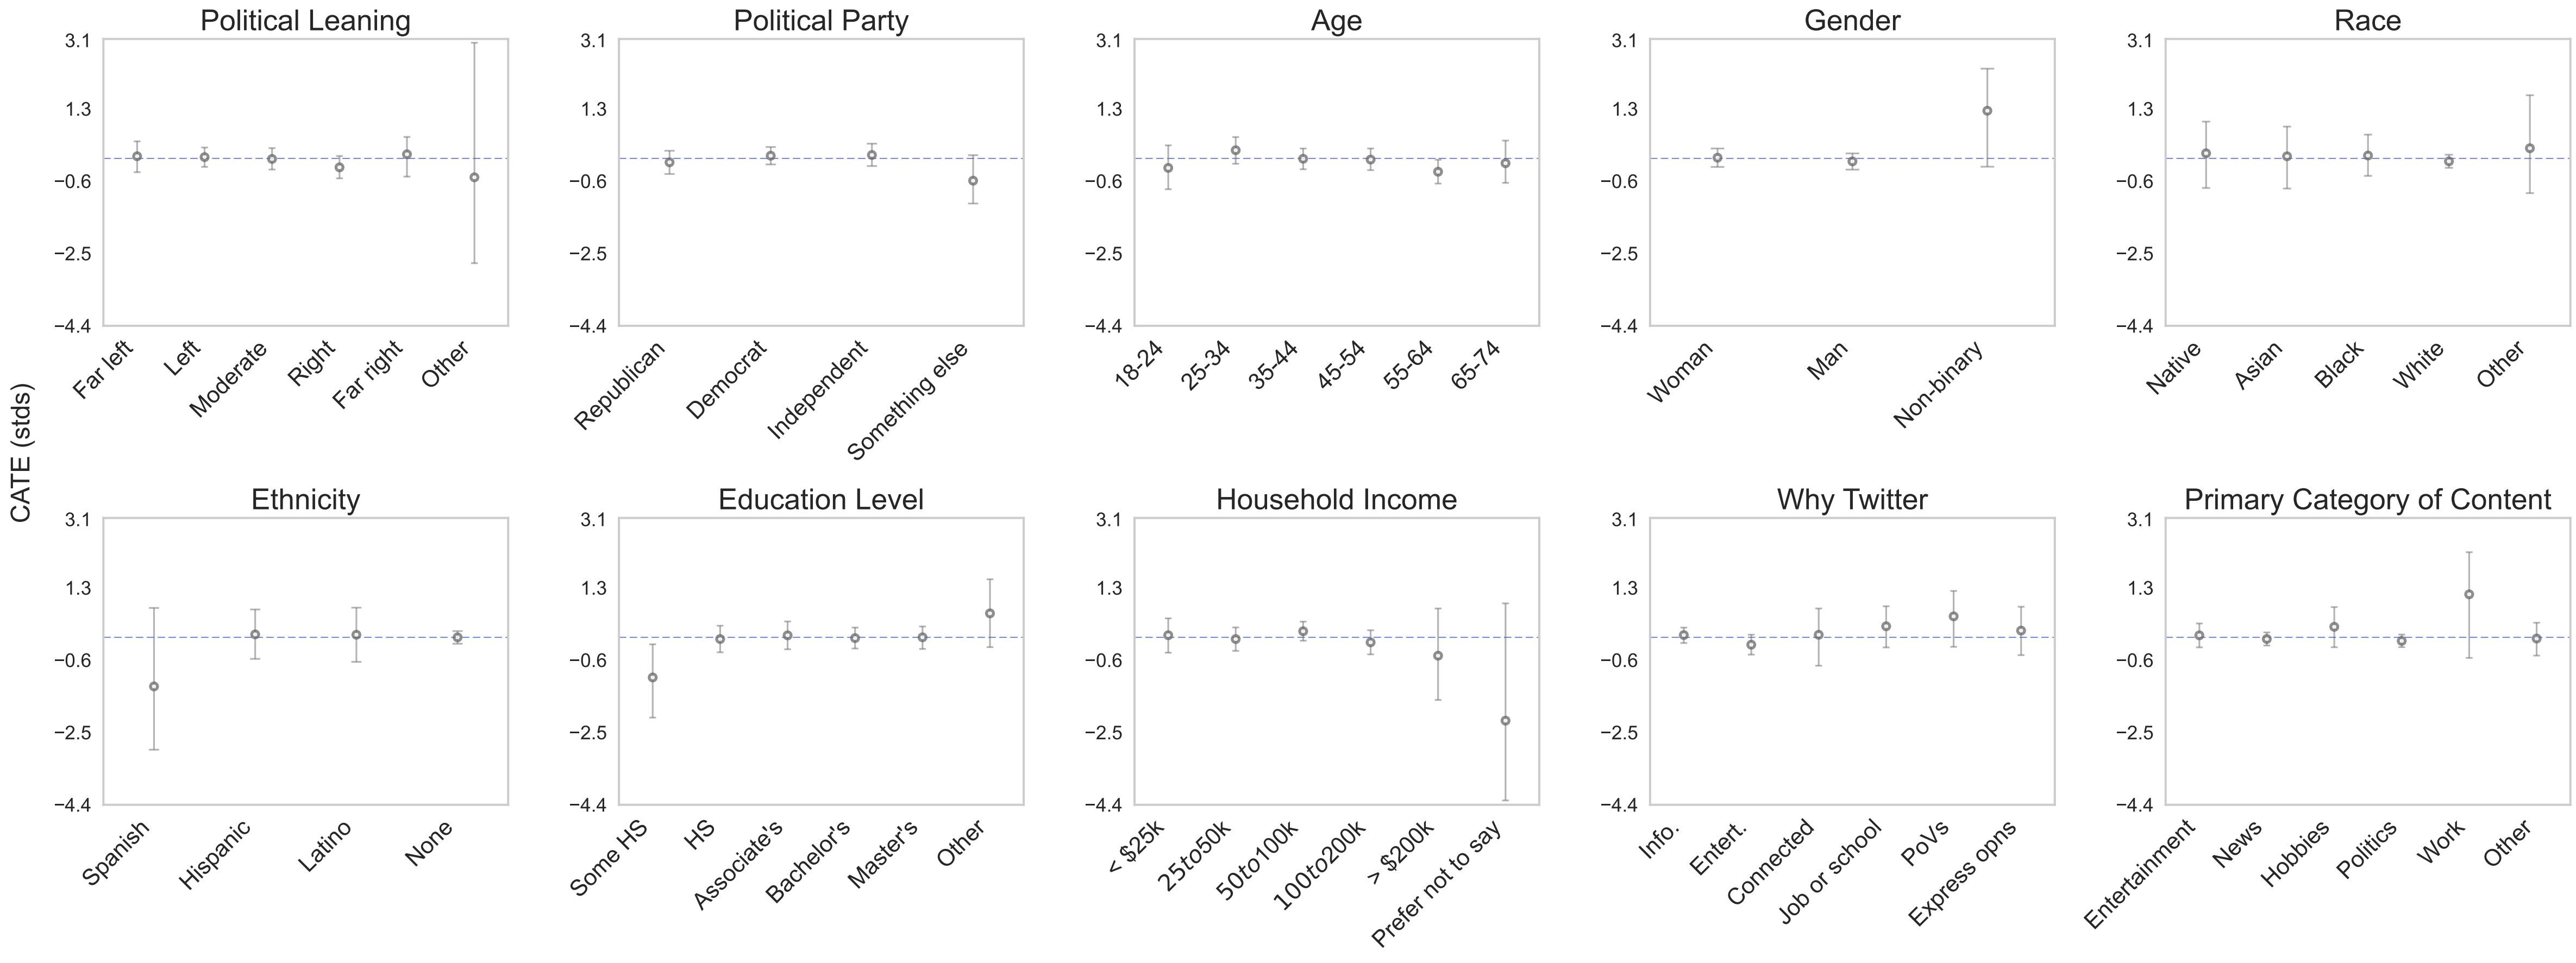 Political Leaning
3.1
1.3
−0.6
−2.5
−4.4
Far left
Left
Moderate
Right
Far right
Other
Political Party
3.1
1.3
−0.6
−2.5
−4.4
Republican
Democrat
Independent
Something else
Age
3.1
1.3
−0.6
−2.5
−4.4
18-24
25-34
35-44
45-54
55-64
65-74
Gender
3.1
1.3
−0.6
−2.5
−4.4
Woman
Man
Non-binary
Race
3.1
1.3
−0.6
−2.5
−4.4
Native
Asian
Black
White
Other
CATE (stds)
Ethnicity
3.1
1.3
−0.6
−2.5
−4.4
Spanish
Hispanic
Latino
None
Education Level
3.1
1.3
−0.6
−2.5
−4.4
Some HS
HS
Associate's
Bachelor's
Master's
Other
Household Income
3.1
1.3
−0.6
−2.5
−4.4
< $25k
25to50k
50to100k
100to200k
> $200k
Prefer not to say
Why Twitter
3.1
1.3
−0.6
−2.5
−4.4
Info.
Entert.
Connected
Job or school
PoVs
Express opns
Primary Category of Content
3.1
1.3
−0.6
−2.5
−4.4
Entertainment
News
Hobbies
Politics
Work
Other